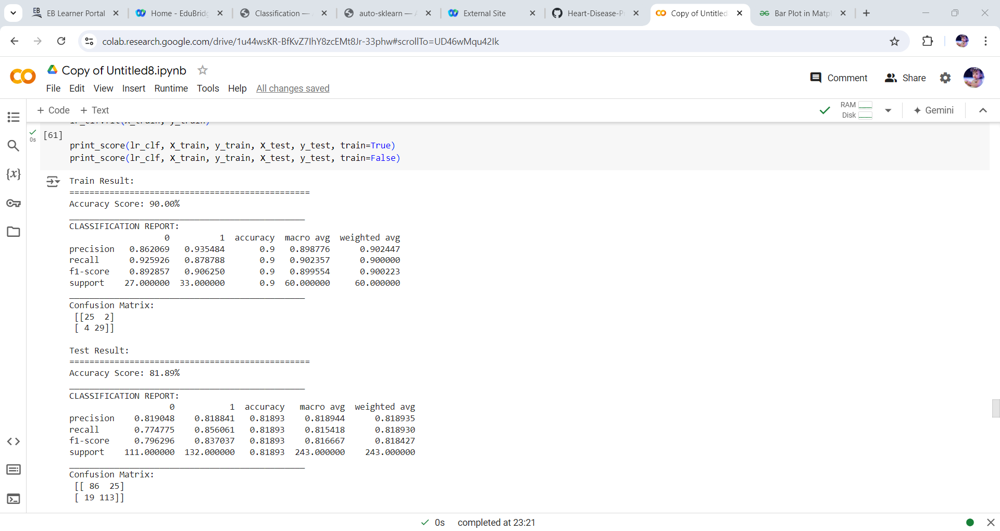 EB Learner Portal
Home - EduBridg
Classification —
auto-sklearn —
External Site
Heart-Disease-P
Copy of Untitled
Bar Plot in Matp
colab.research.google.com/drive/1u44wsKR-BfKvZ7IhY8zcEMt8Jr-33phw#scrollTo=UD46wMqu42Ik
Copy of Untitled8.ipynb
Comment
Share
File Edit View Insert Runtime Tools Help All changes saved
+ Code + Text
RAM
Disk
Gemini
lr_clf.fit(X_train, y_train)
0s
[61]
print_score(lr_clf, X_train, y_train, X_test, y_test, train=True)
print_score(lr_clf, X_train, y_train, X_test, y_test, train=False)
Train Result:
================================================
Accuracy Score: 90.00%
_______________________________________________
CLASSIFICATION REPORT:
0 1 accuracy macro avg weighted avg
precision 0.862069 0.935484 0.9 0.898776 0.902447
recall 0.925926 0.878788 0.9 0.902357 0.900000
f1-score 0.892857 0.906250 0.9 0.899554 0.900223
support 27.000000 33.000000 0.9 60.000000 60.000000
_______________________________________________
Confusion Matrix:
[[25 2]
[ 4 29]]
Test Result:
================================================
Accuracy Score: 81.89%
_______________________________________________
CLASSIFICATION REPORT:
0 1 accuracy macro avg weighted avg
precision 0.819048 0.818841 0.81893 0.818944 0.818935
recall 0.774775 0.856061 0.81893 0.815418 0.818930
f1-score 0.796296 0.837037 0.81893 0.816667 0.818427
support 111.000000 132.000000 0.81893 243.000000 243.000000
_______________________________________________
Confusion Matrix:
[[ 86 25]
[ 19 113]]
0s completed at 23:21